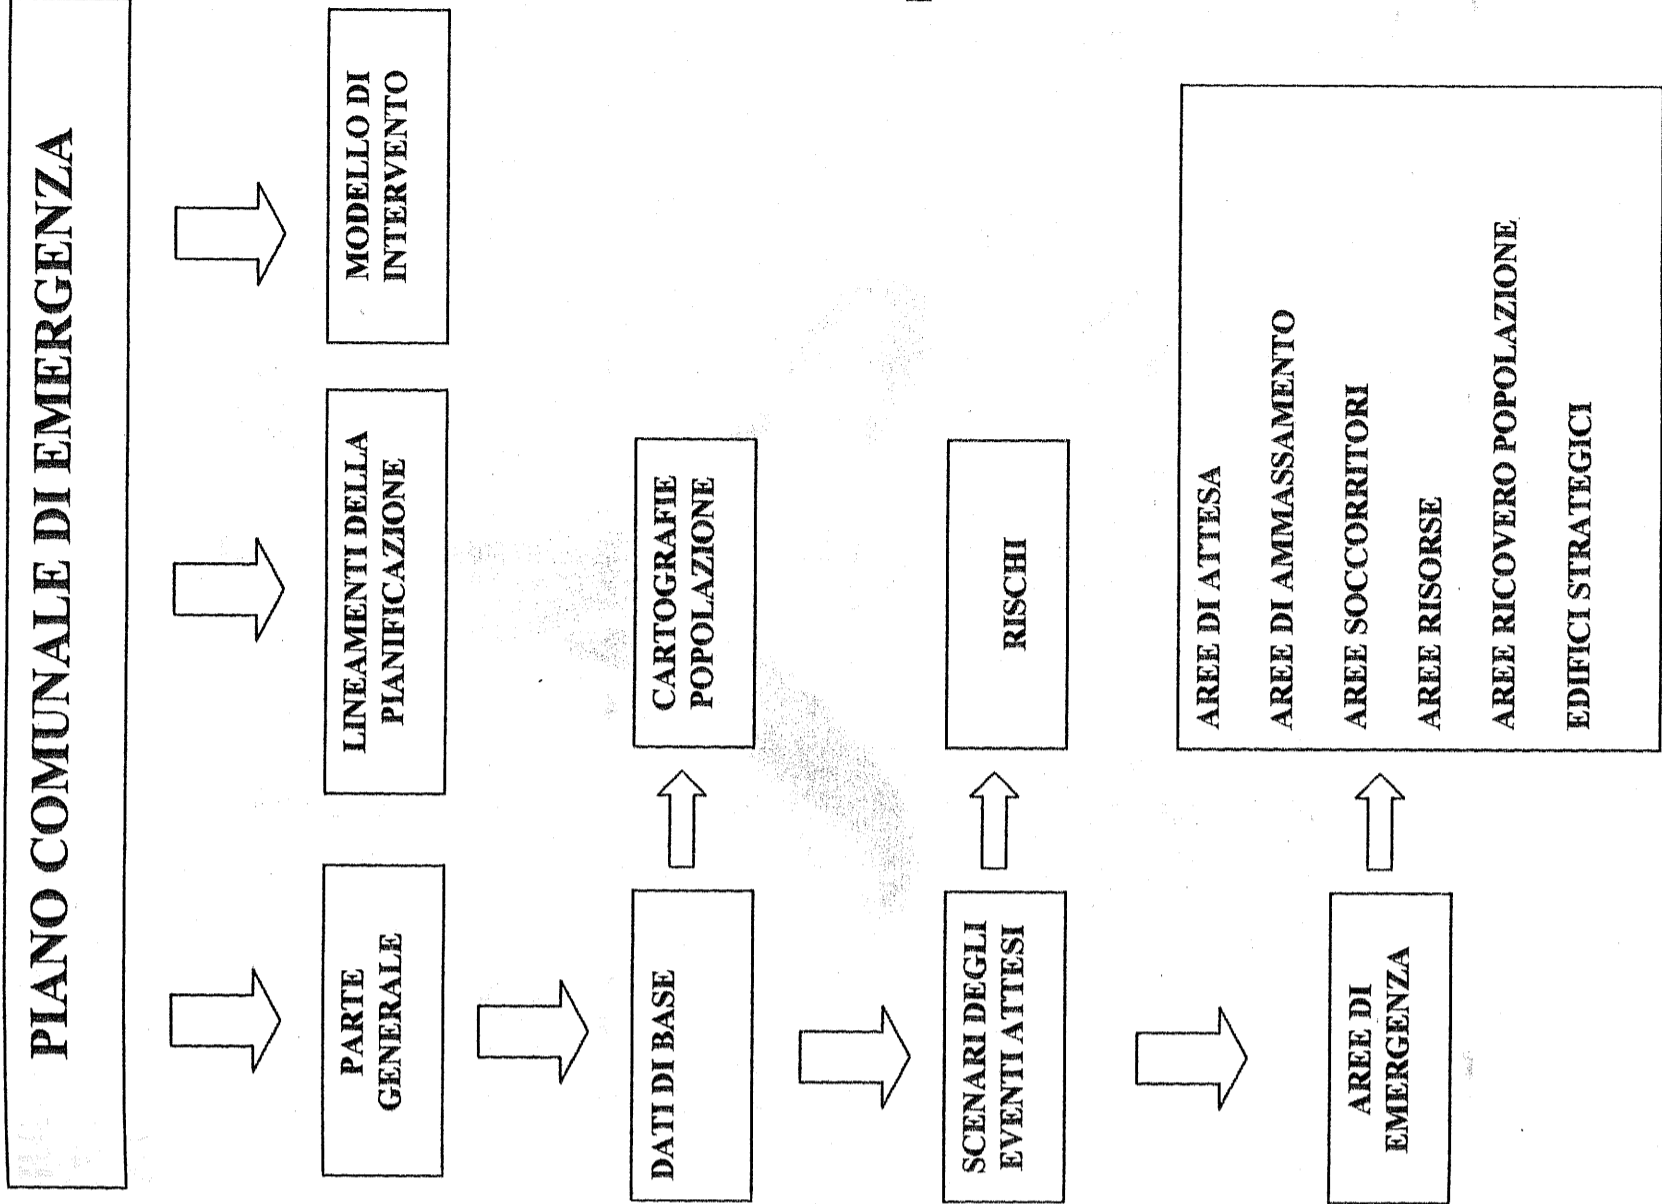 PIANO COMUNALE DI EMERGENZA
PARTE
GENERALE
LINEAMENTI DELLA
PIANIFICAZIONE
MODELLO DI
INTERVENTO
DATI DI BASE
CARTOGRAFIE
POPOLAZIONE
SCENARI DEGLI
EVENTI ATTESI
RISCHI
AREE DI
EMERGENZA
AREE DI ATTESA
AREE DI AMMASSAMENTO
AREE SOCCORRITORI
AREE RISORSE
AREE RICOVERO POPOLAZIONE
EDIFICI STRATEGICI